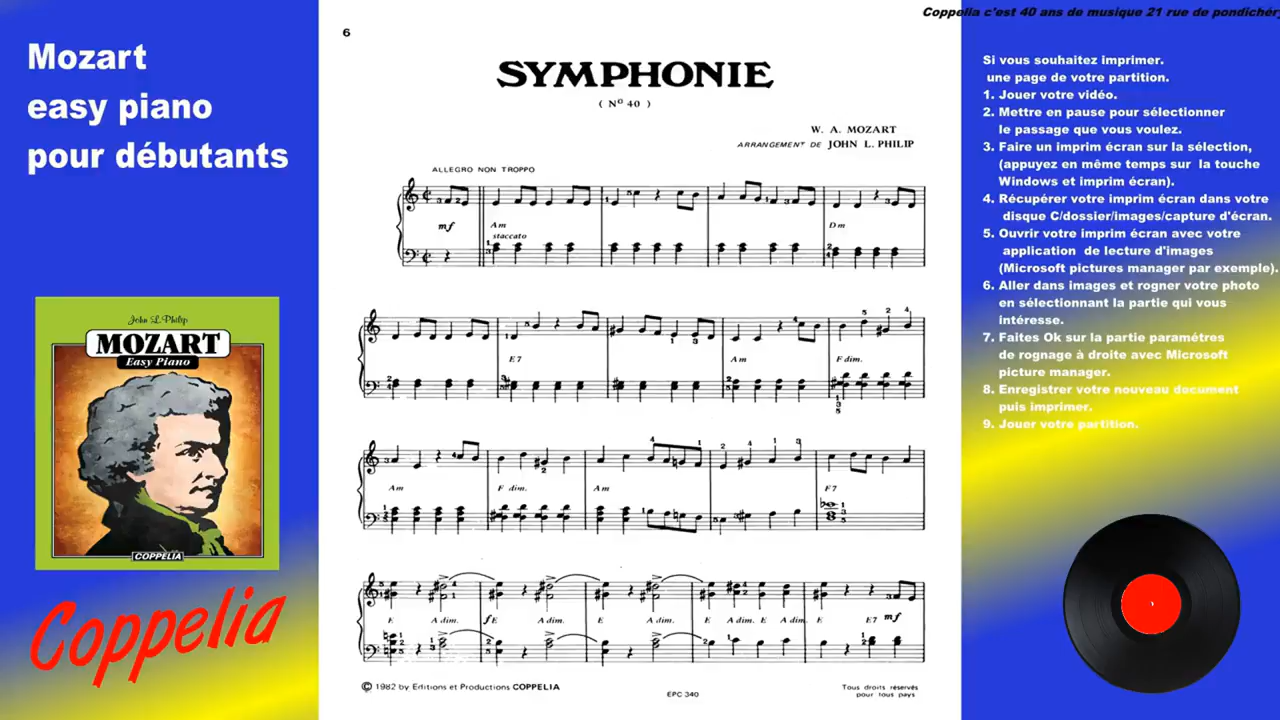 Coppelia c'est 40 ans de musique 21 rue de pondichér
Mozart
easy piano
pour débutants
John L. Philip
MOZART
Easy Piano
COPPELIA
Coppelia
6
SYMPHONIE
( No 40 )
W. A. MOZART
ARRANGEMENT DE JOHN L. PHILIP
ALLEGRO NON TROPPO
mf Am Dm
staccato
E7 Am F dim.
Am F dim. Am F7
E A dim. fE A dim. E A dim. E A dim. A E A dim. E E7 mf
© 1982 by Editions et Productions COPPELIA
EPC 340
Tous droits réservés
pour tous pays
Si vous souhaitez imprimer.
une page de votre partition.
1. Jouer votre vidéo.
2. Mettre en pause pour sélectionner
le passage que vous voulez.
3. Faire un imprim écran sur la sélection,
(appuyez en même temps sur la touche
Windows et imprim écran).
4. Récupérer votre imprim écran dans votre
disque C/dossier/images/capture d'écran.
5. Ouvrir votre imprim écran avec votre
application de lecture d'images
(Microsoft pictures manager par exemple).
6. Aller dans images et rogner votre photo
en sélectionnant la partie qui vous
intéresse.
7. Faites Ok sur la partie paramétres
de rognage à droite avec Microsoft
picture manager.
8. Enregistrer votre nouveau document
puis imprimer.
9. Jouer votre partition.